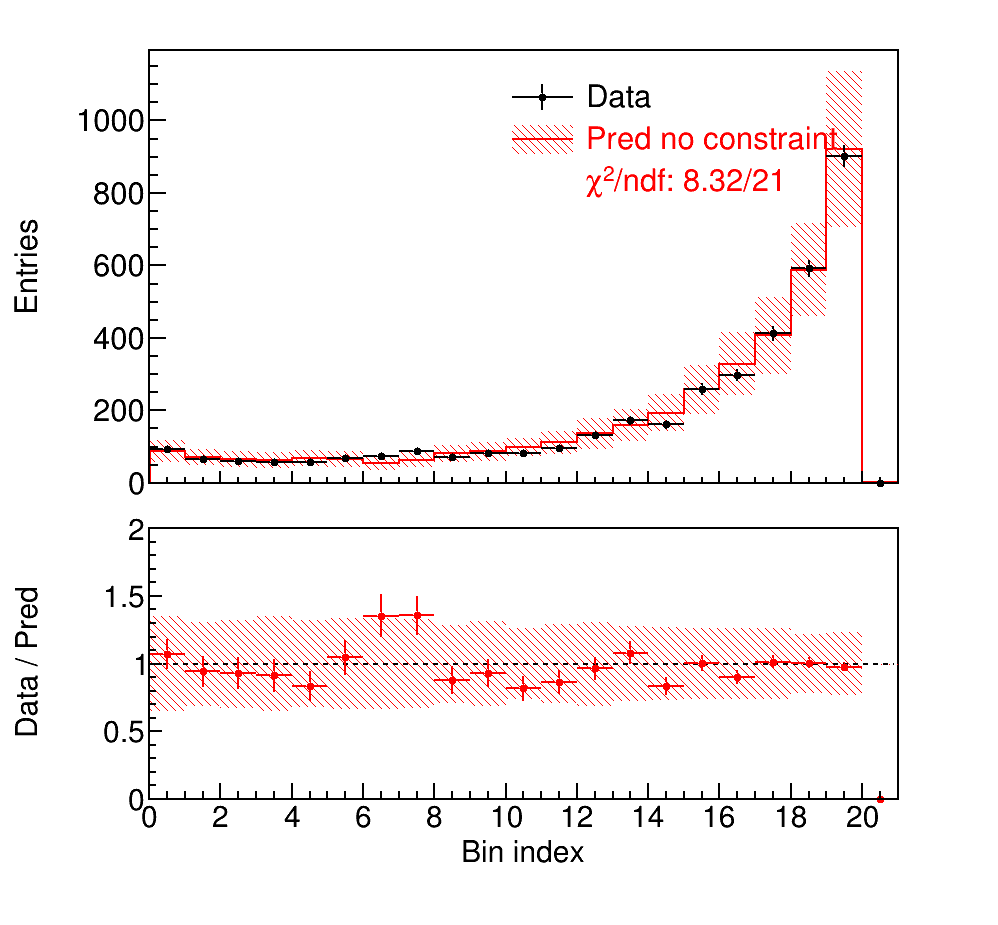 Entries
1000
800
600
400
200
0
Data
Pred no constraint
χ²/ndf: 8.32/21
Data / Pred
2
1.5
1
0.5
0
0 2 4 6 8 10 12 14 16 18 20
Bin index